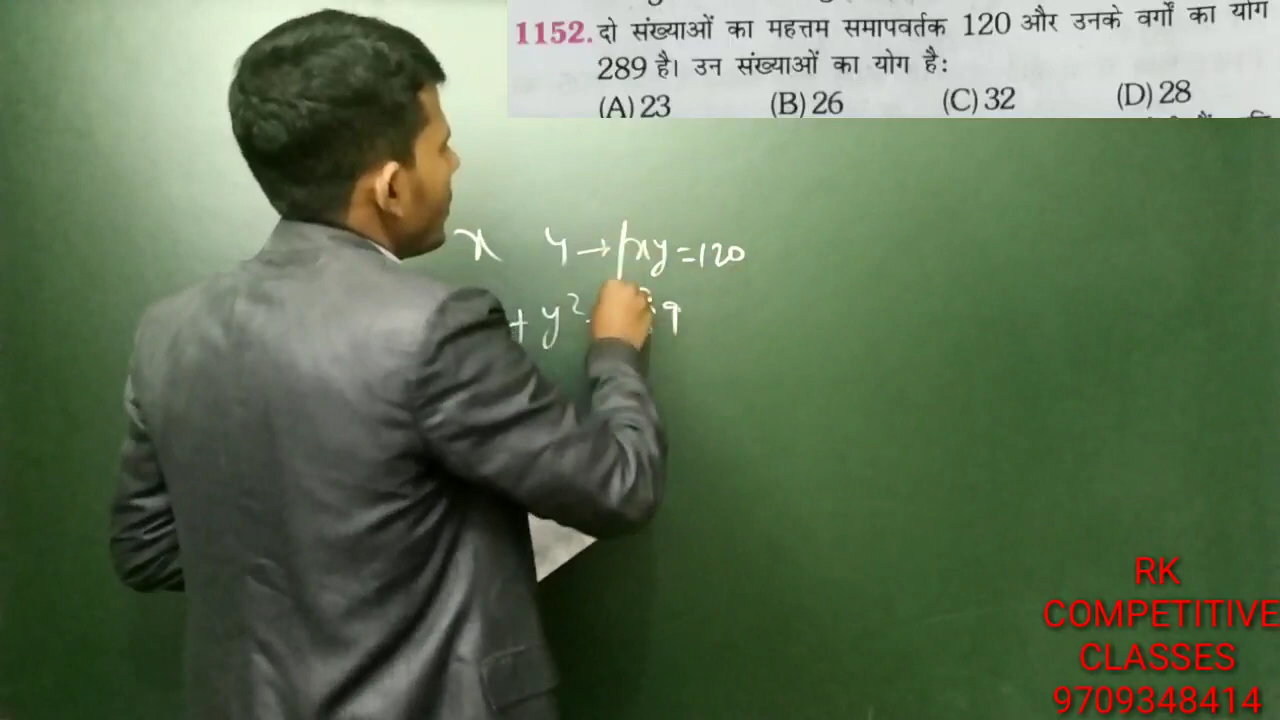 1152. दो संख्याओं का महत्तम समापवर्तक 120 और उनके वर्गों का योग
289 है। उन संख्याओं का योग है:
(A) 23 (B) 26 (C) 32 (D) 28
x y → xy = 120
+ y² 9
RK
COMPETITIVE
CLASSES
9709348414